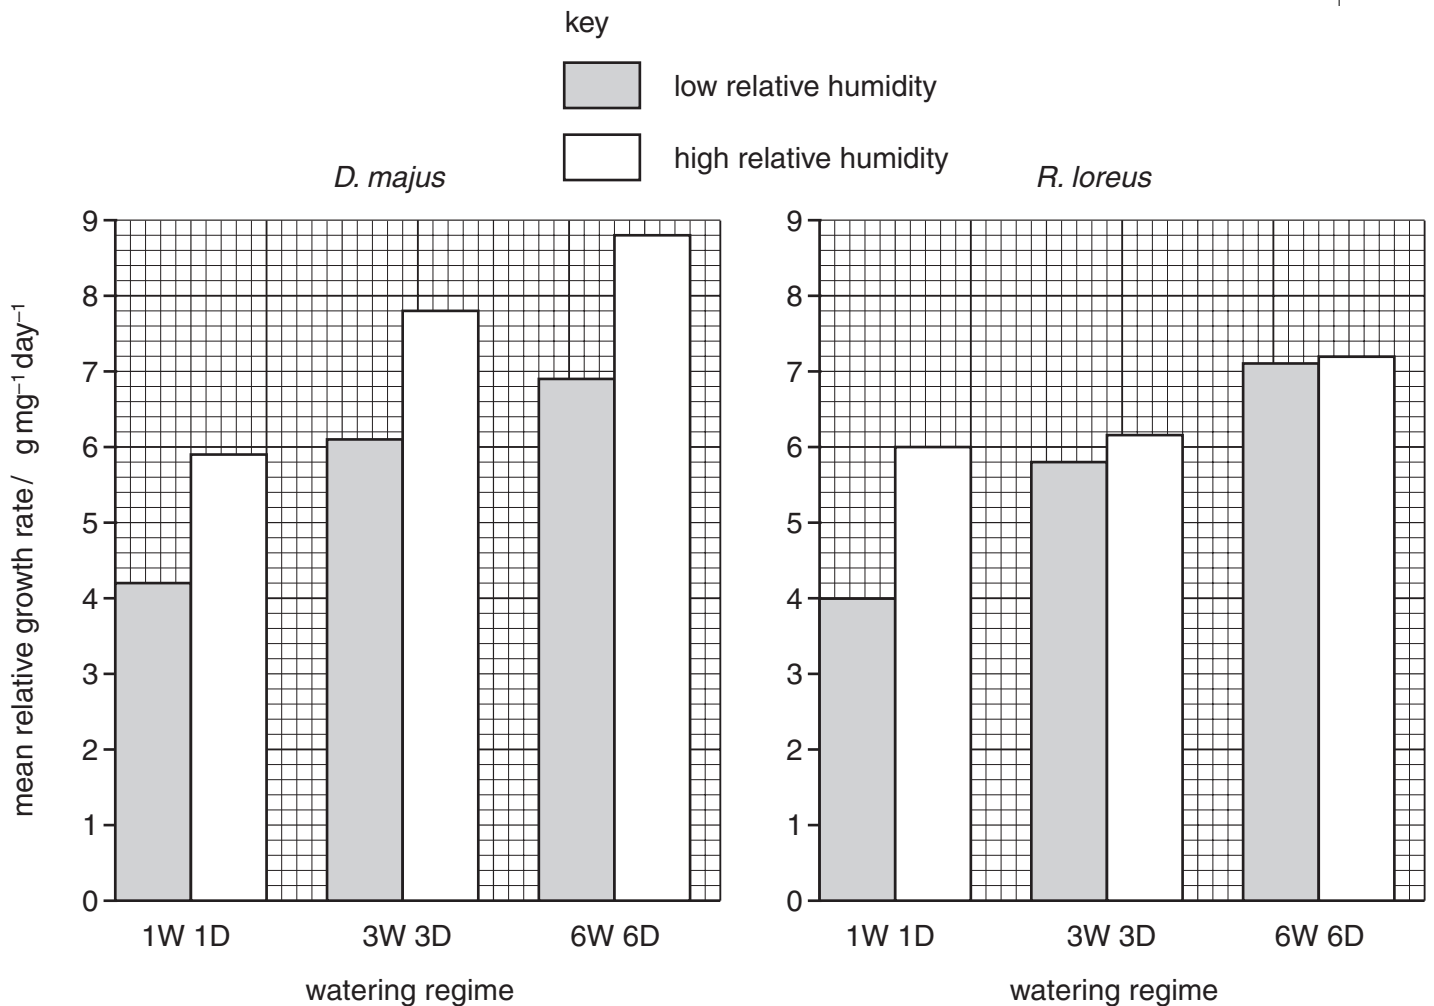 key
low relative humidity
high relative humidity
D. majus
R. loreus
mean relative growth rate / g mg⁻¹ day⁻¹
9
8
7
6
5
4
3
2
1
0
1W 1D
3W 3D
6W 6D
watering regime
9
8
7
6
5
4
3
2
1
0
1W 1D
3W 3D
6W 6D
watering regime